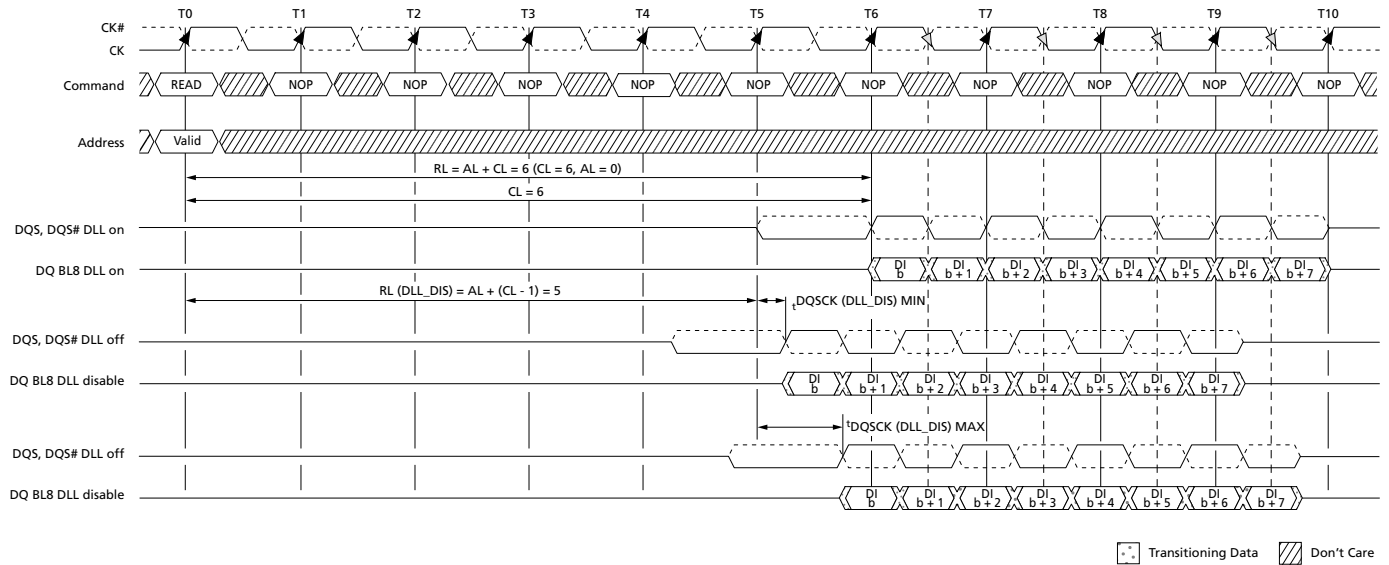 T0 T1 T2 T3 T4 T5 T6 T7 T8 T9 T10
CK#
CK
Command READ NOP NOP NOP NOP NOP NOP NOP NOP NOP NOP
Address Valid
RL = AL + CL = 6 (CL = 6, AL = 0)
CL = 6
DQS, DQS# DLL on
DQ BL8 DLL on DI b DI b + 1 DI b + 2 DI b + 3 DI b + 4 DI b + 5 DI b + 6 DI b + 7
RL (DLL_DIS) = AL + (CL - 1) = 5
tDQSCK (DLL_DIS) MIN
DQS, DQS# DLL off
DQ BL8 DLL disable DI b DI b + 1 DI b + 2 DI b + 3 DI b + 4 DI b + 5 DI b + 6 DI b + 7
tDQSCK (DLL_DIS) MAX
DQS, DQS# DLL off
DQ BL8 DLL disable DI b DI b + 1 DI b + 2 DI b + 3 DI b + 4 DI b + 5 DI b + 6 DI b + 7
Transitioning Data Don't Care